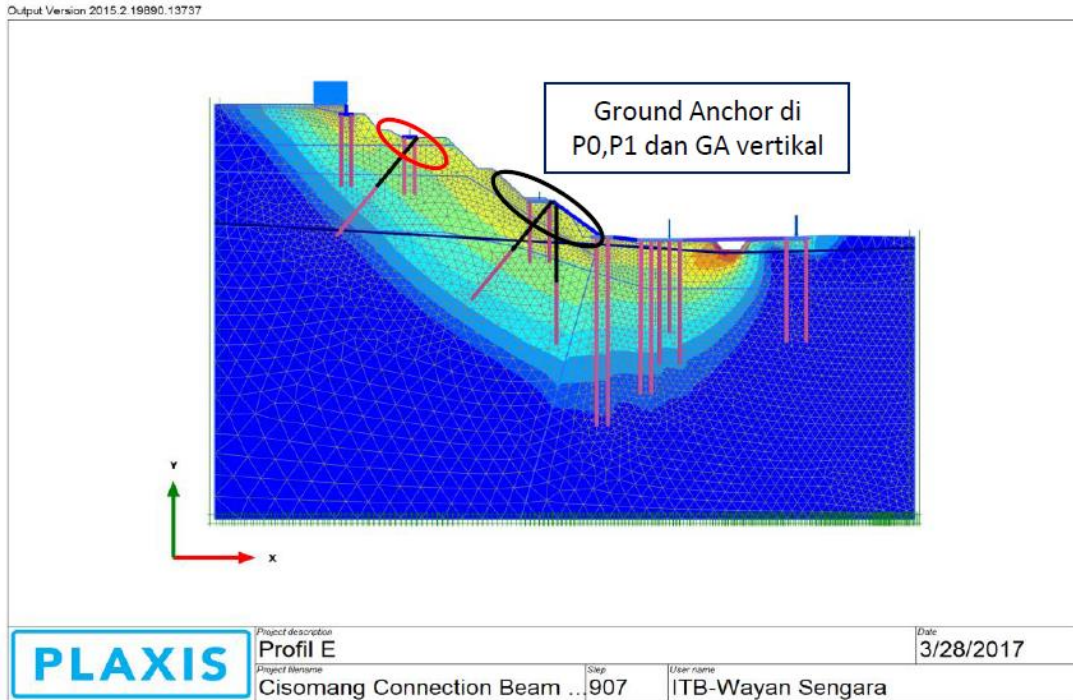 Output Version 2015.2.19890.13737
Ground Anchor di
P0,P1 dan GA vertikal
Y
X
PLAXIS
Project description
Profil E
Date
3/28/2017
Project filename
Cisomang Connection Beam ...
Step
907
User name
ITB-Wayan Sengara